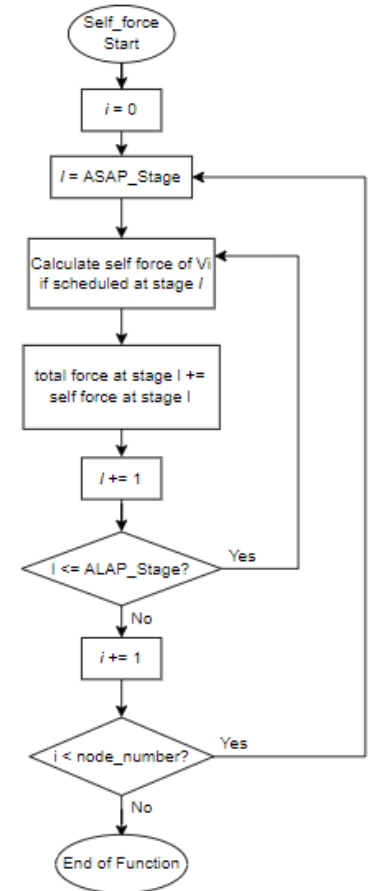 Self_force
Start
i = 0
l = ASAP_Stage
Calculate self force of Vi
if scheduled at stage l
total force at stage l +=
self force at stage l
l += 1
l <= ALAP_Stage?
Yes
No
i += 1
i < node_number?
Yes
No
End of Function